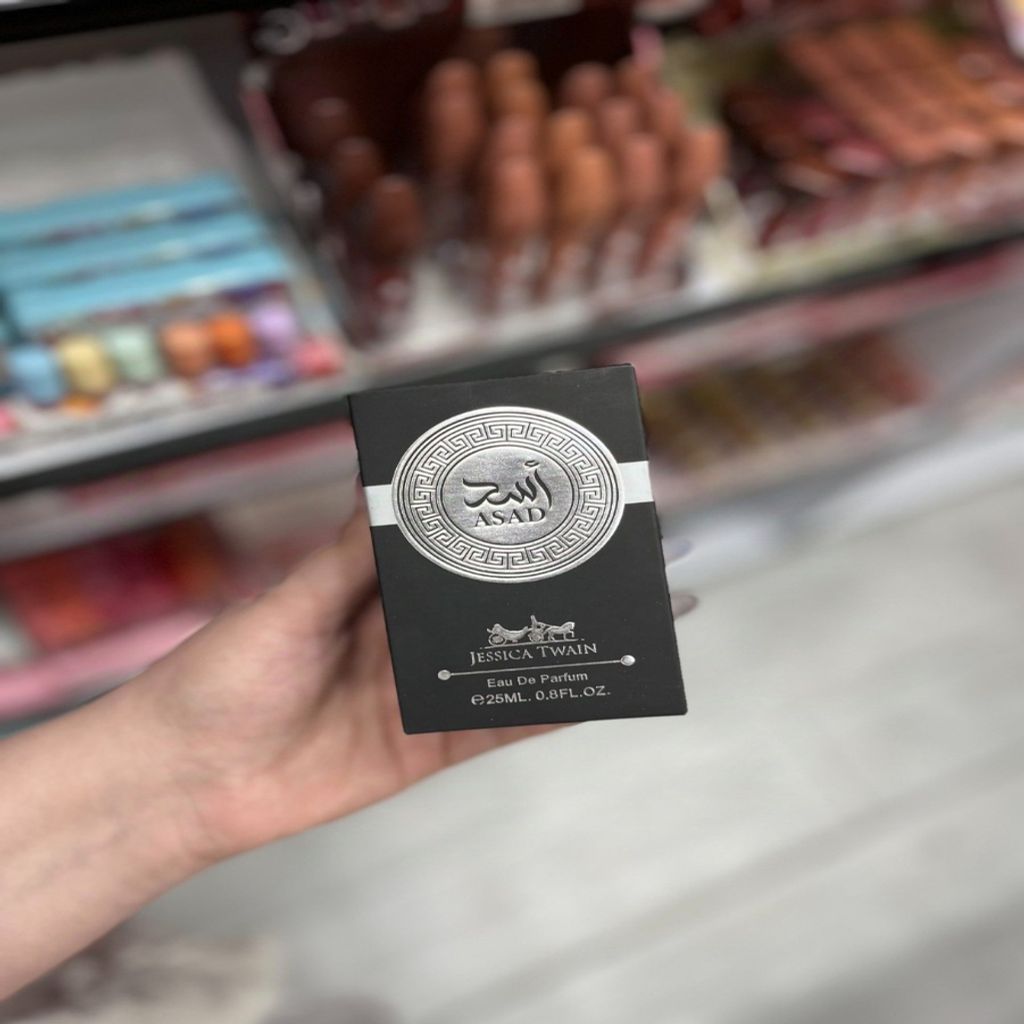 أسد
ASAD
JESSICA TWAIN
Eau De Parfum
℮25ML. 0.8FL.OZ.